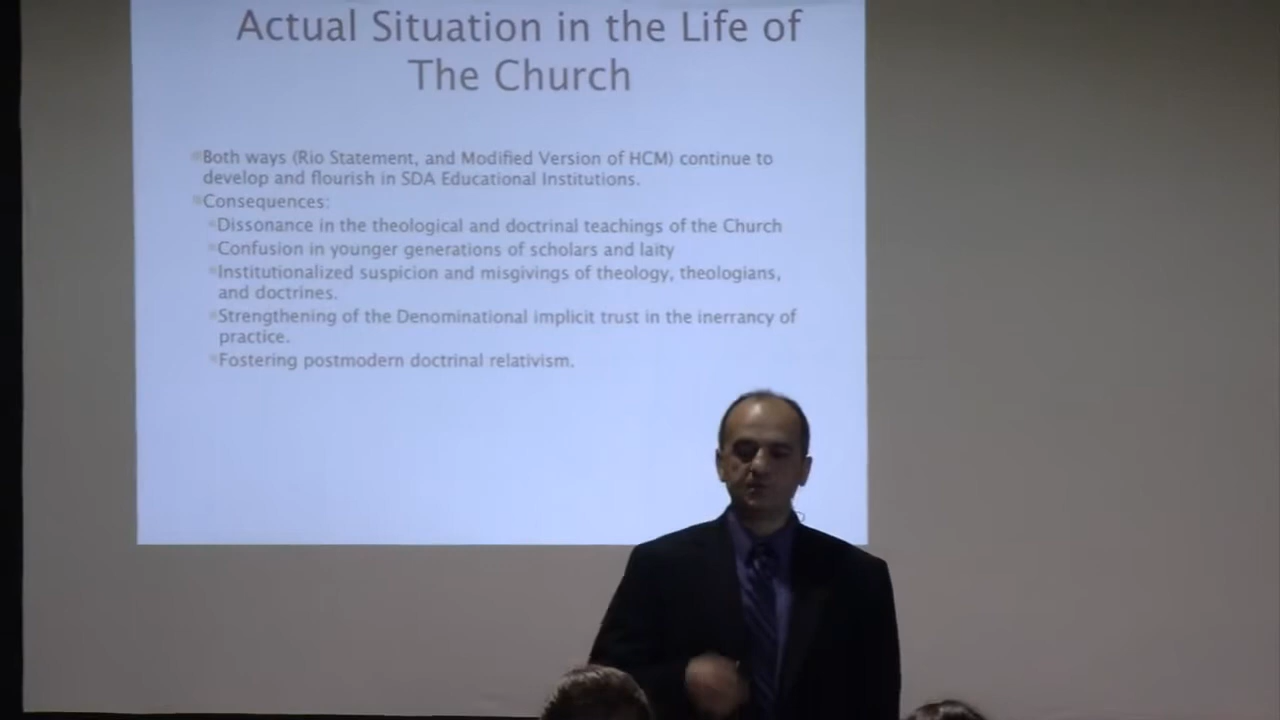 Actual Situation in the Life of
The Church
Both ways (Rio Statement, and Modified Version of HCM) continue to
develop and flourish in SDA Educational Institutions.
Consequences:
Dissonance in the theological and doctrinal teachings of the Church
Confusion in younger generations of scholars and laity
Institutionalized suspicion and misgivings of theology, theologians,
and doctrines.
Strengthening of the Denominational implicit trust in the inerrancy of
practice.
Fostering postmodern doctrinal relativism.